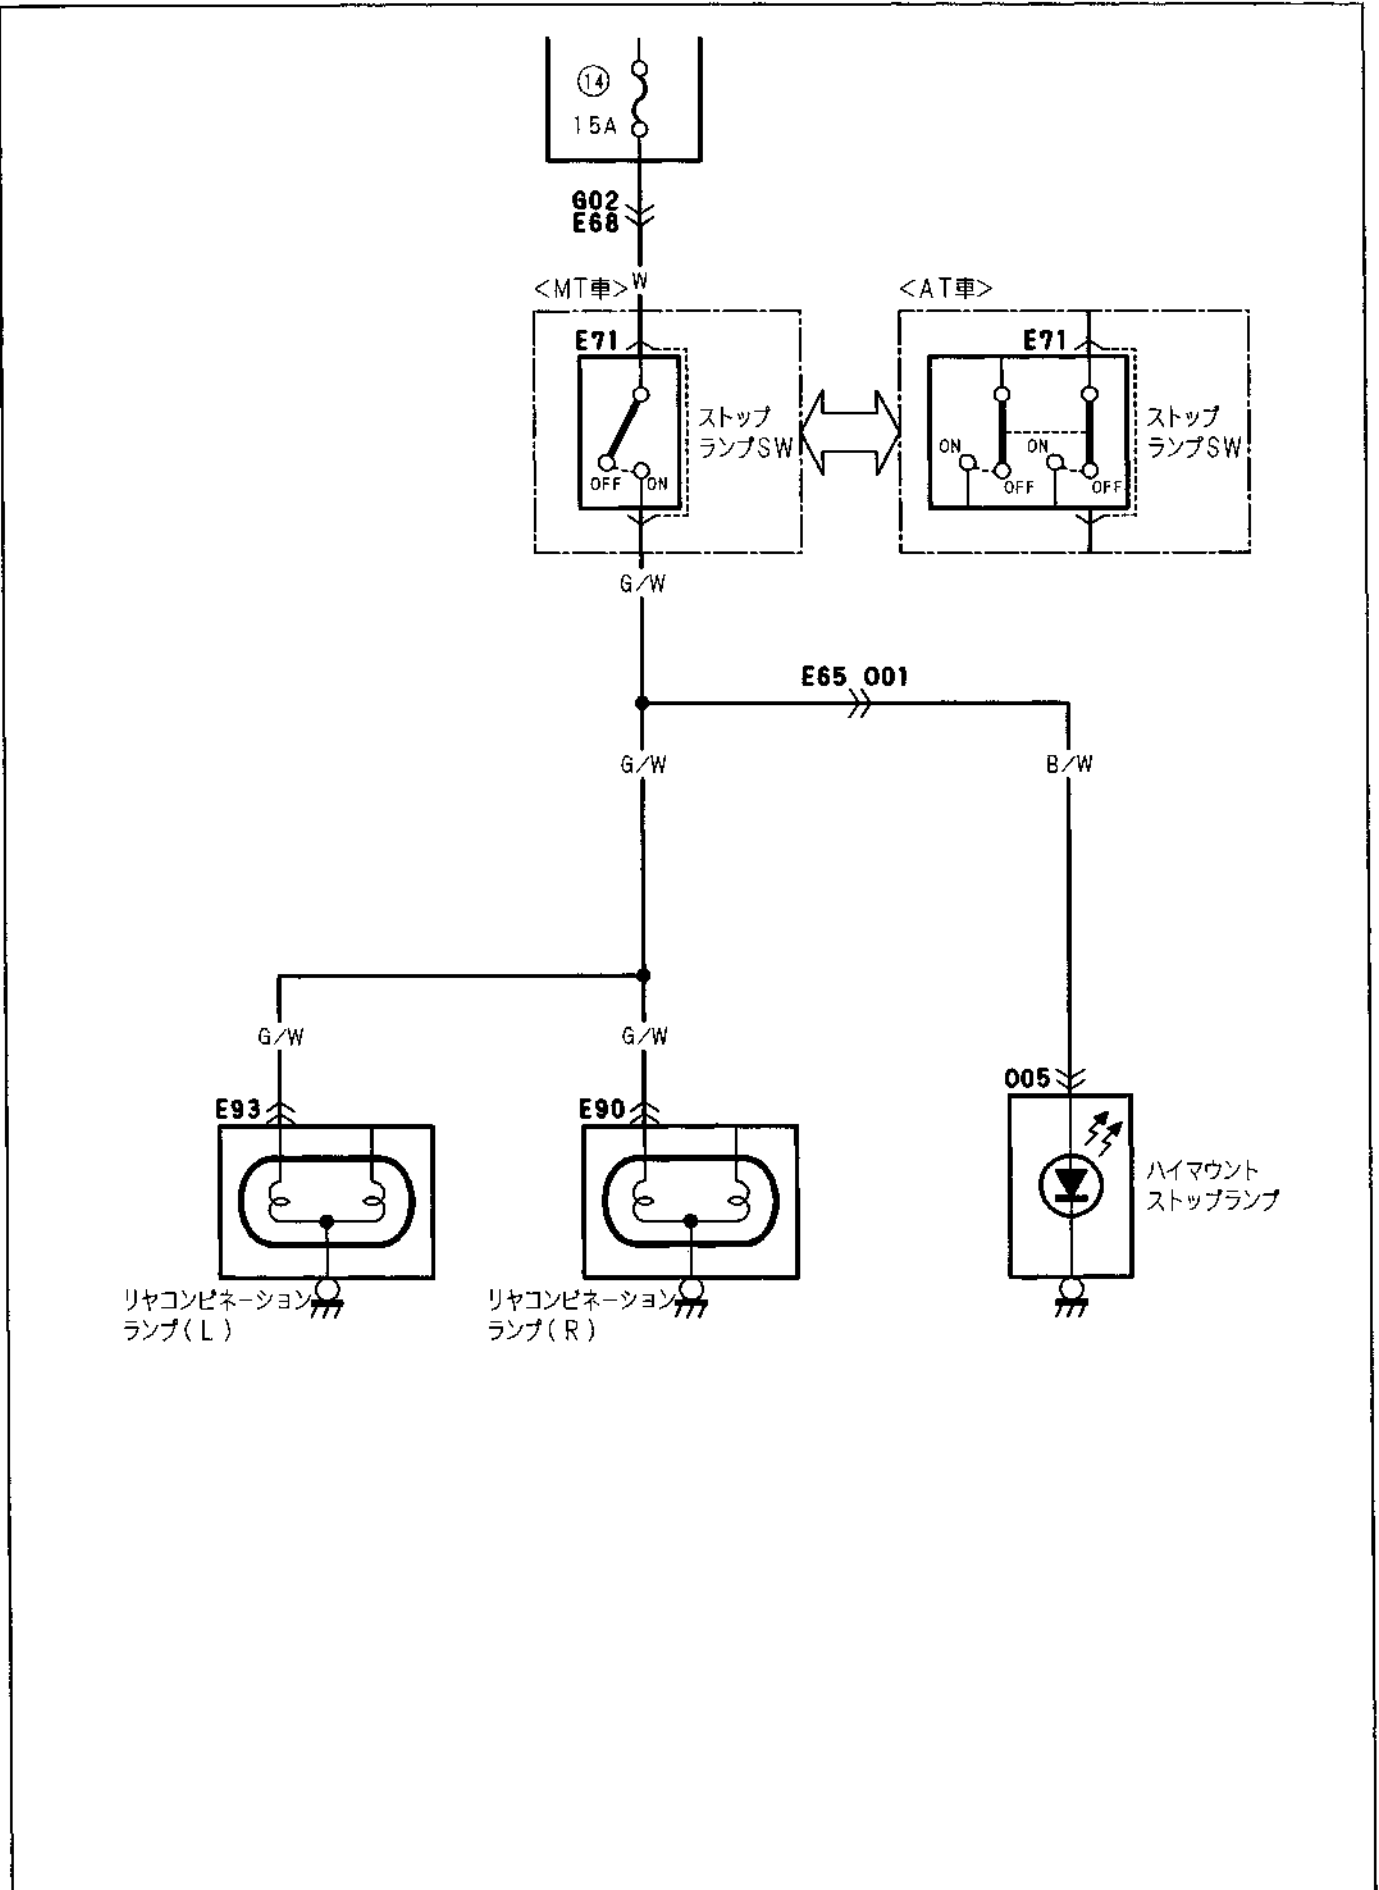 14
15A
G02
E68
W
<MT車>
<AT車>
E71
E71
ストップ
ランプSW
ストップ
ランプSW
OFF
ON
ON
OFF
ON
OFF
G/W
E65 O01
G/W
B/W
G/W
G/W
O05
E93
E90
ハイマウント
ストップランプ
リヤコンビネーション
ランプ(L)
リヤコンビネーション
ランプ(R)